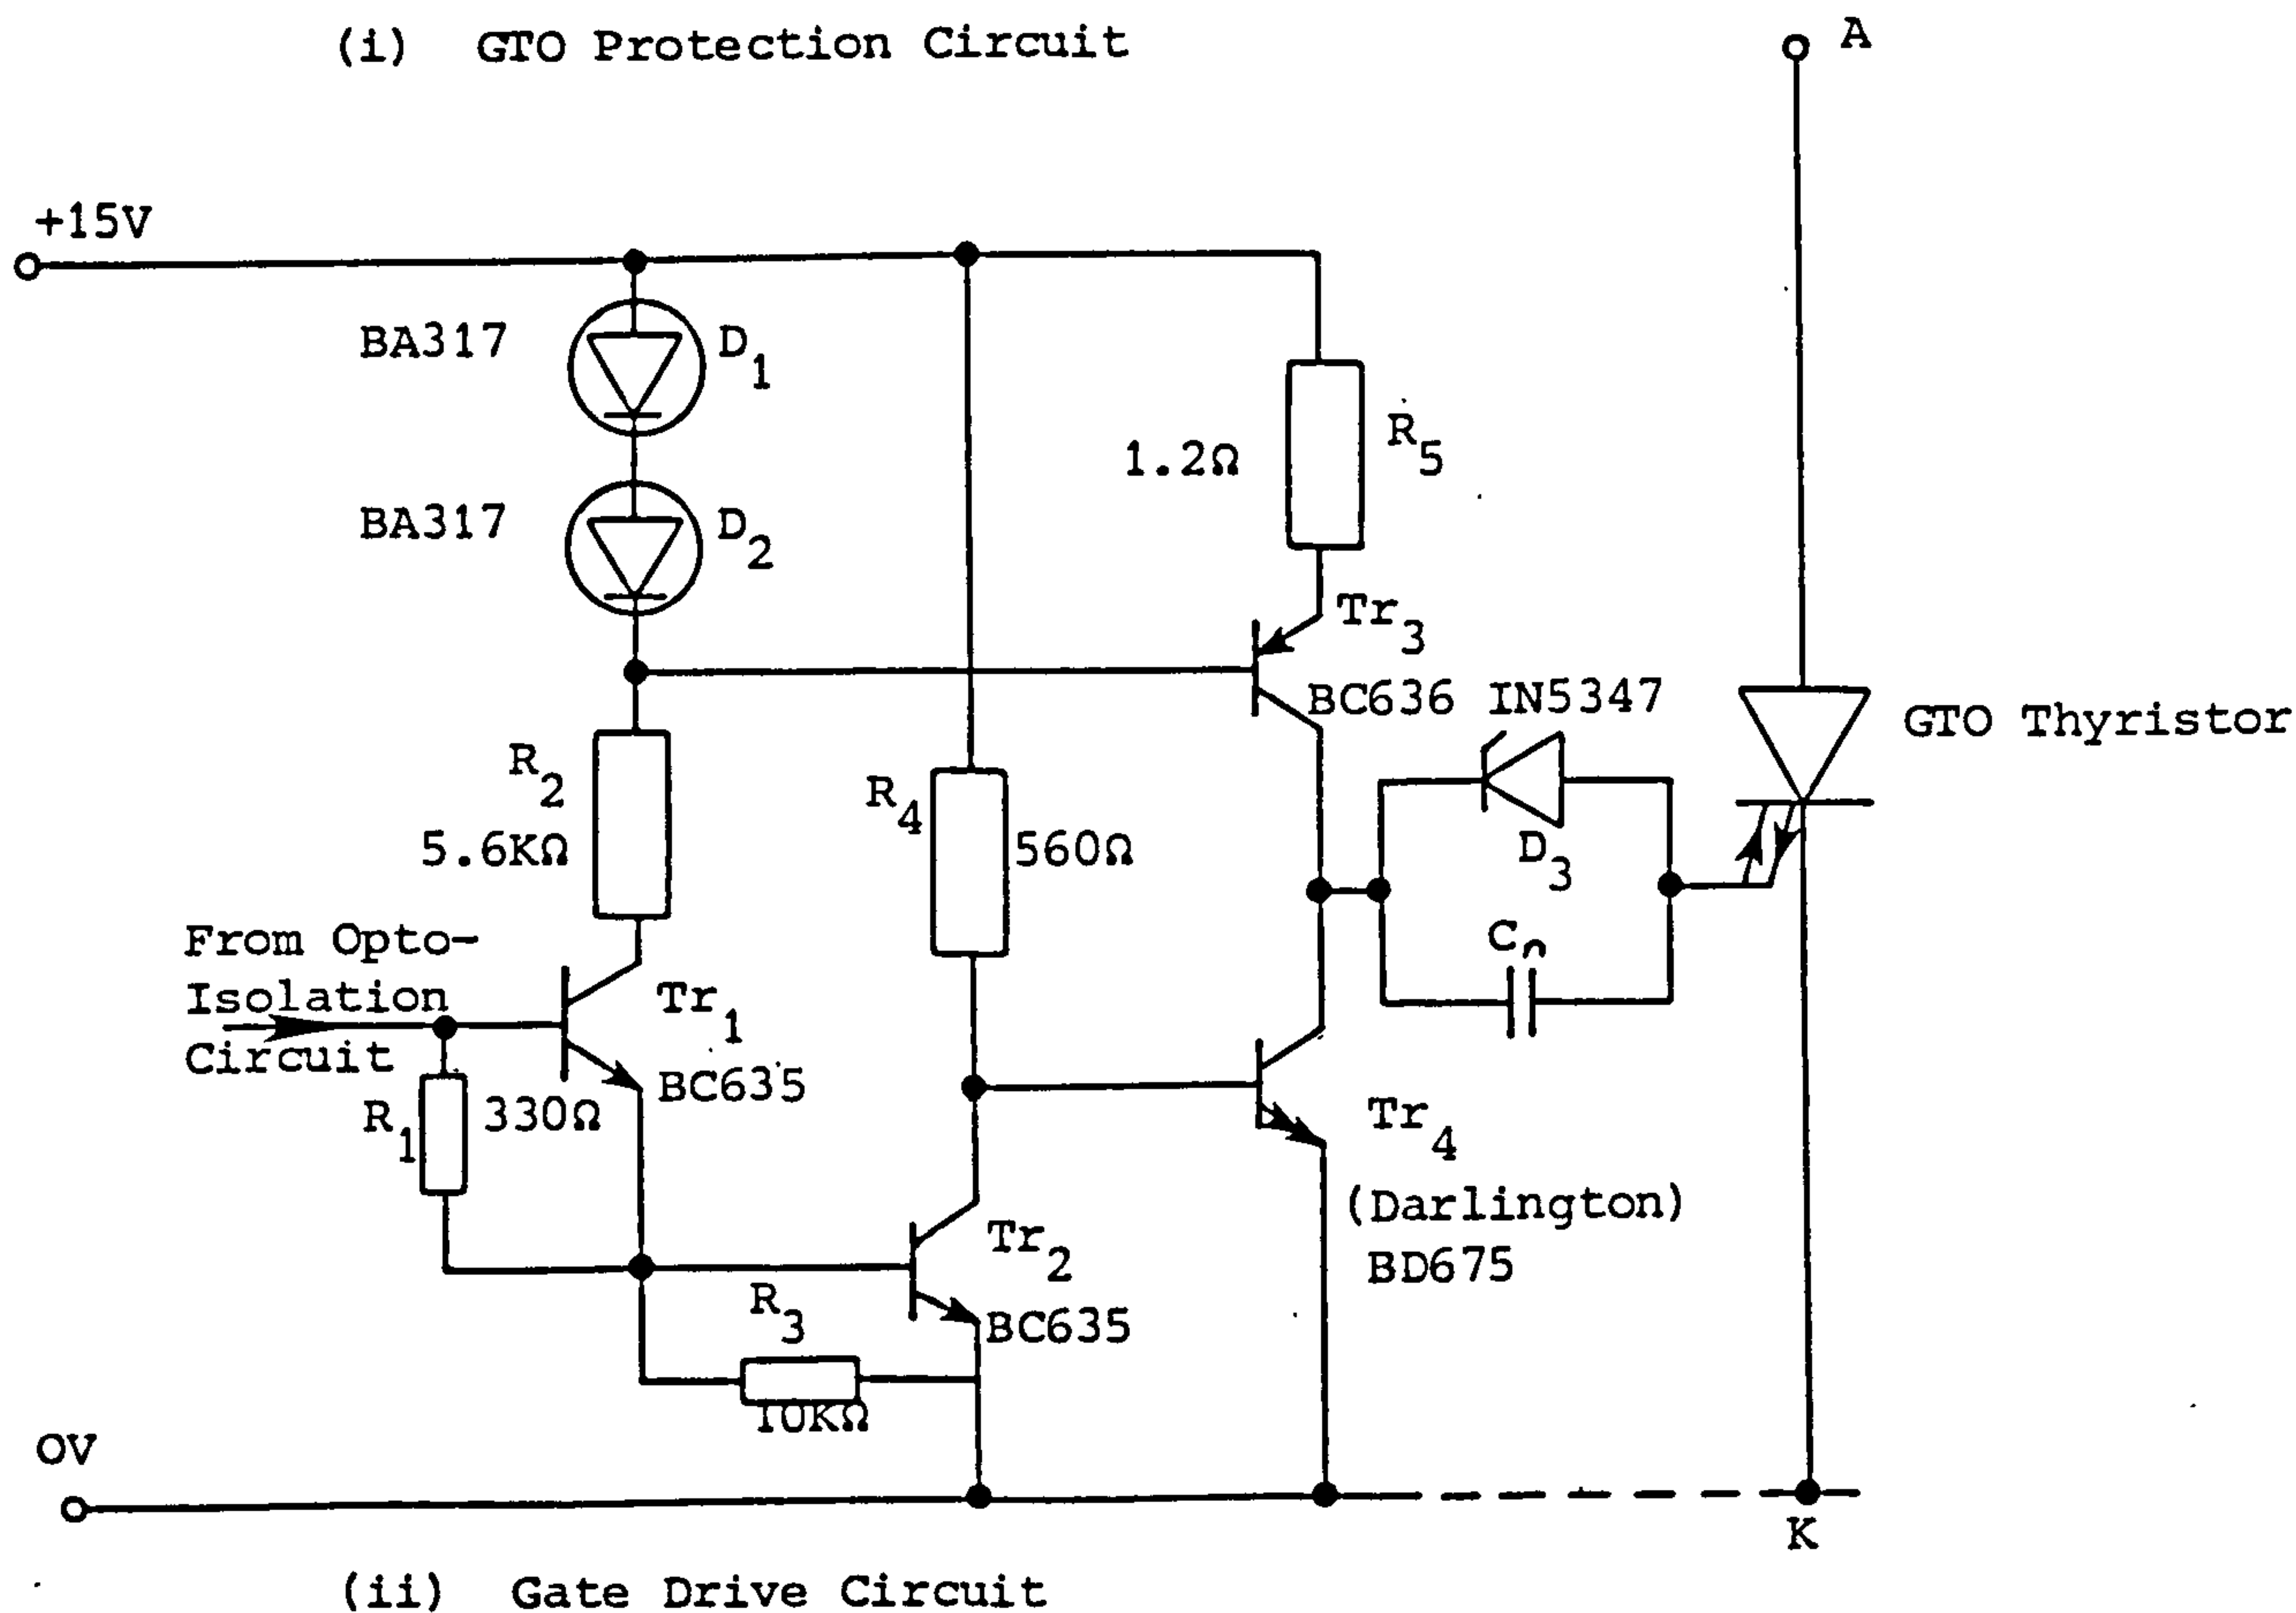 (i) GTO Protection Circuit
A
+15V
BA317
D1
1.2Ω
R5
BA317
D2
Tr3
BC636
IN5347
GTO Thyristor
R2
5.6KΩ
R4
560Ω
D3
From Opto-
Isolation
Circuit
Tr1
BC635
R1
330Ω
Tr4
(Darlington)
BD675
Tr2
BC635
R3
10KΩ
OV
K
(ii) Gate Drive Circuit